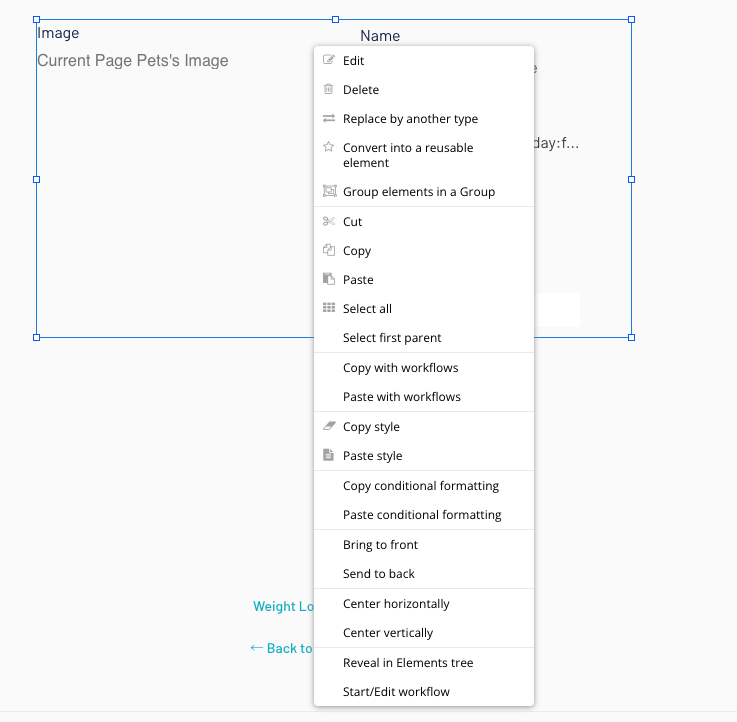 Image
Name
Current Page Pets's Image
Edit
Delete
Replace by another type
Convert into a reusable
element
day:f...
Group elements in a Group
Cut
Copy
Paste
Select all
Select first parent
Copy with workflows
Paste with workflows
Copy style
Paste style
Copy conditional formatting
Paste conditional formatting
Bring to front
Send to back
Center horizontally
Weight Lo
Center vertically
← Back to
Reveal in Elements tree
Start/Edit workflow